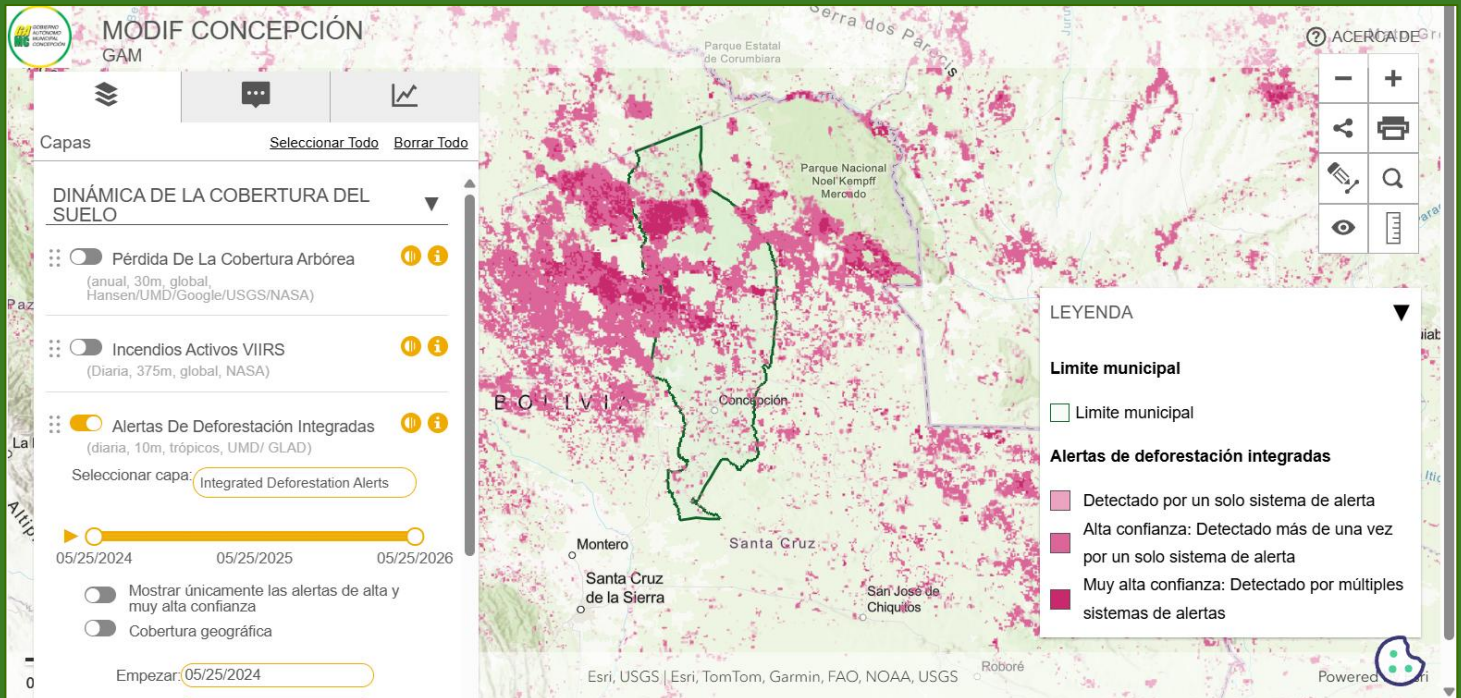 GOBIERNO
AUTÓNOMO
MUNICIPAL
CONCEPCIÓN
MODIF CONCEPCIÓN
GAM
ACERCA DE
Capas
Seleccionar Todo
Borrar Todo
DINÁMICA DE LA COBERTURA DEL
SUELO
Pérdida De La Cobertura Arbórea
(anual, 30m, global,
Hansen/UMD/Google/USGS/NASA)
Incendios Activos VIIRS
(Diaria, 375m, global, NASA)
Alertas De Deforestación Integradas
(diaria, 10m, trópicos, UMD/ GLAD)
Seleccionar capa:
Integrated Deforestation Alerts
05/25/2024
05/25/2025
05/25/2026
Mostrar únicamente las alertas de alta y
muy alta confianza
Cobertura geográfica
Empezar:
05/25/2024
Serra dos Parecis
Parque Estatal
de Corumbiara
Parque Nacional
Noel Kempff
Mercado
BOLIVIA
Concepción
Montero
Santa Cruz
Santa Cruz
de la Sierra
San José de
Chiquitos
Roboré
LEYENDA
Limite municipal
Limite municipal
Alertas de deforestación integradas
Detectado por un solo sistema de alerta
Alta confianza: Detectado más de una vez
por un solo sistema de alerta
Muy alta confianza: Detectado por múltiples
sistemas de alertas
Esri, USGS | Esri, TomTom, Garmin, FAO, NOAA, USGS
Powered